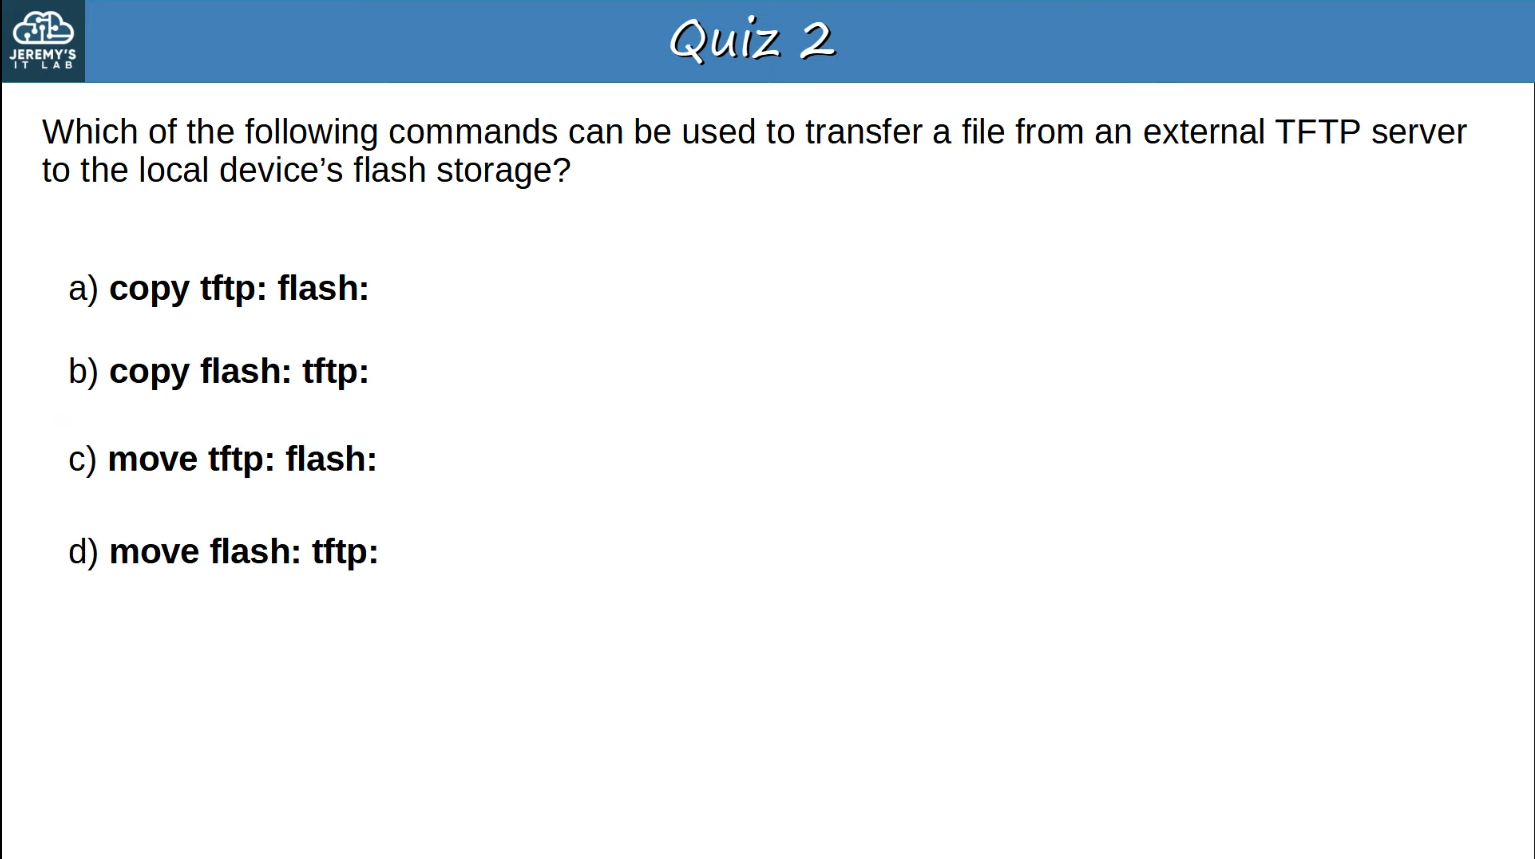 JEREMY'S
IT LAB
Quiz 2
Which of the following commands can be used to transfer a file from an external TFTP server
to the local device’s flash storage?
a) copy tftp: flash:
b) copy flash: tftp:
c) move tftp: flash:
d) move flash: tftp: